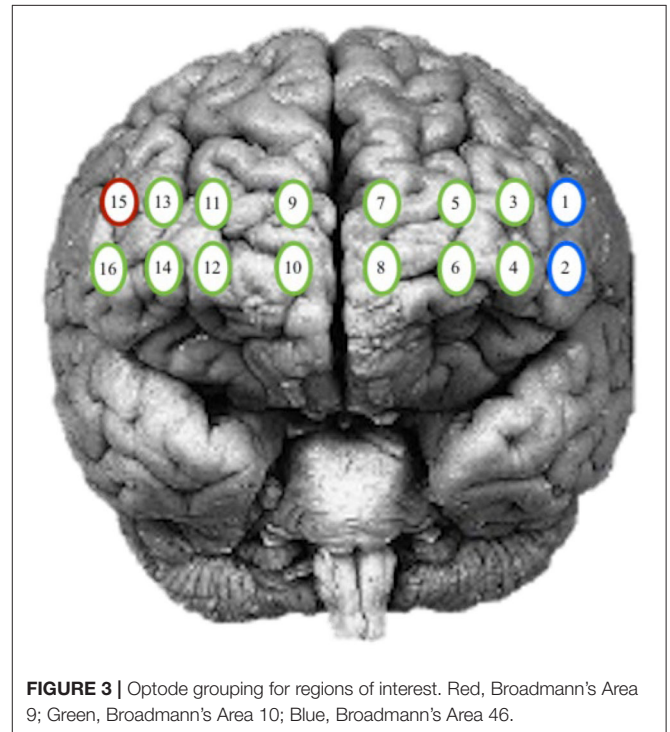 15 13 11 9 7 5 3 1
16 14 12 10 8 6 4 2
FIGURE 3 | Optode grouping for regions of interest. Red, Broadmann's Area
9; Green, Broadmann's Area 10; Blue, Broadmann's Area 46.